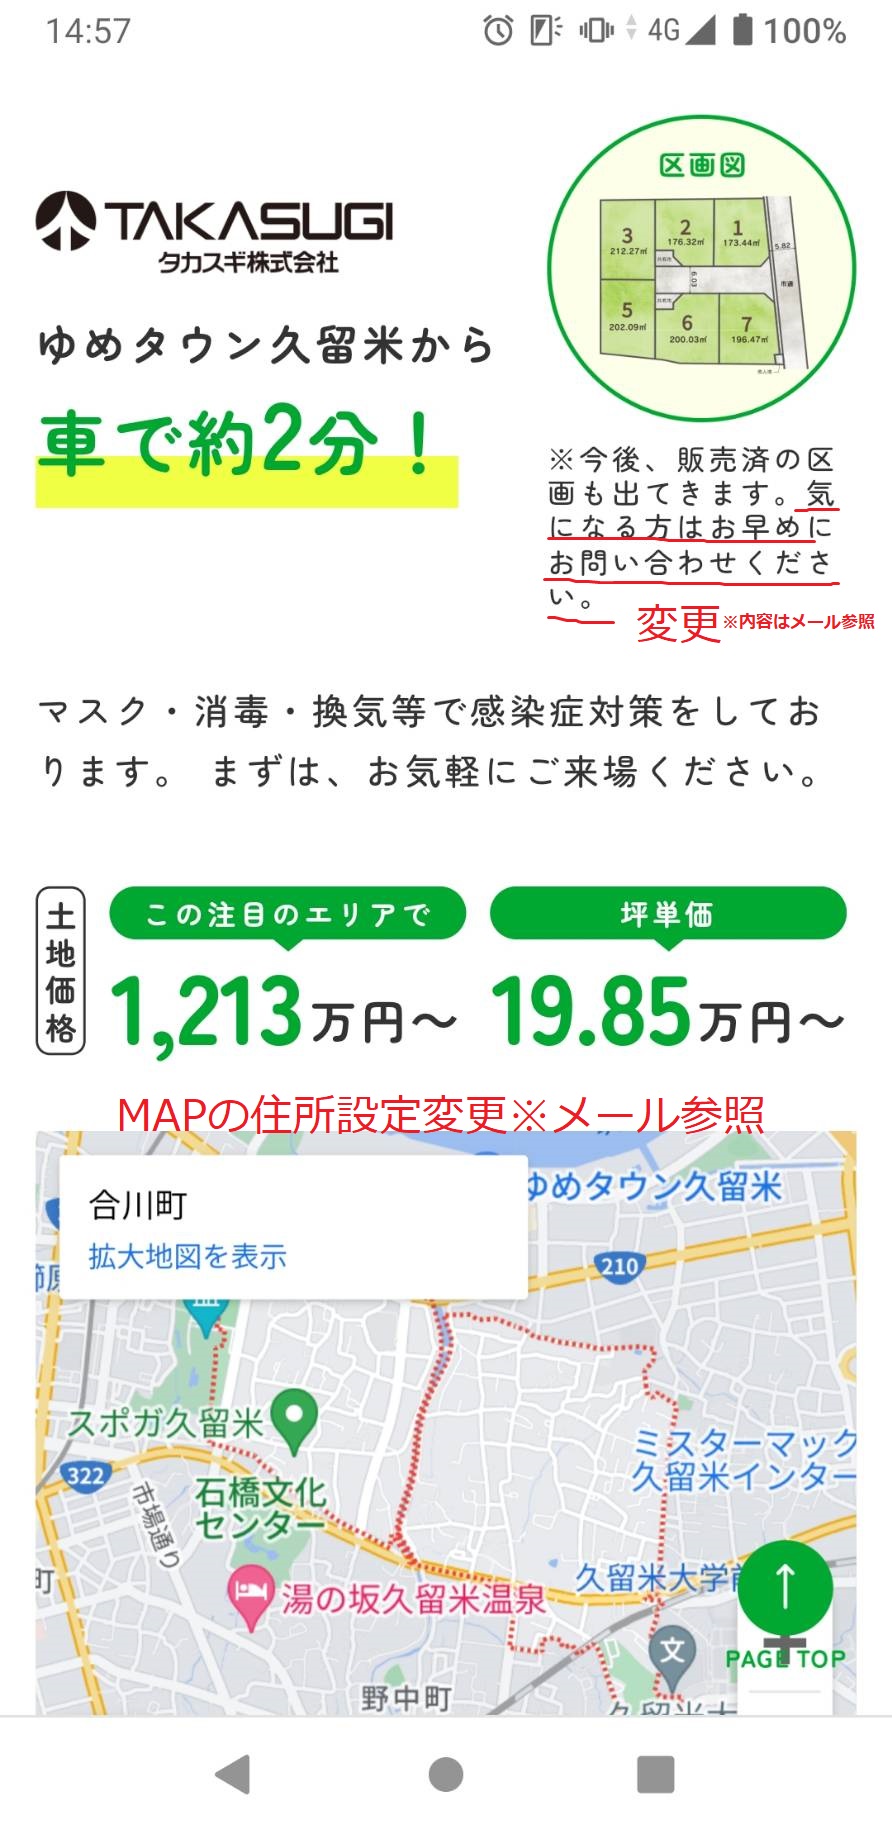 14:57
4G
100%
TAKASUGI
タカスギ株式会社
区画図
3
212.27㎡
2
176.32㎡
1
173.44㎡
5.82
6.03
市道
5
202.09㎡
6
200.03㎡
7
196.47㎡
ゆめタウン久留米から
車で約2分！
※今後、販売済の区
画も出てきます。気
になる方はお早めに
お問い合わせくださ
い。
変更※内容はメール参照
マスク・消毒・換気等で感染症対策をしてお
ります。 まずは、お気軽にご来場ください。
土地価格
この注目のエリアで
1,213万円〜
坪単価
19.85万円〜
MAPの住所設定変更※メール参照
合川町
拡大地図を表示
ゆめタウン久留米
210
スポガ久留米
322
市場通り
石橋文化
センター
ミスターマック
久留米インター
湯の坂久留米温泉
久留米大学前
文
町
野中町
久留米大
PAGE TOP